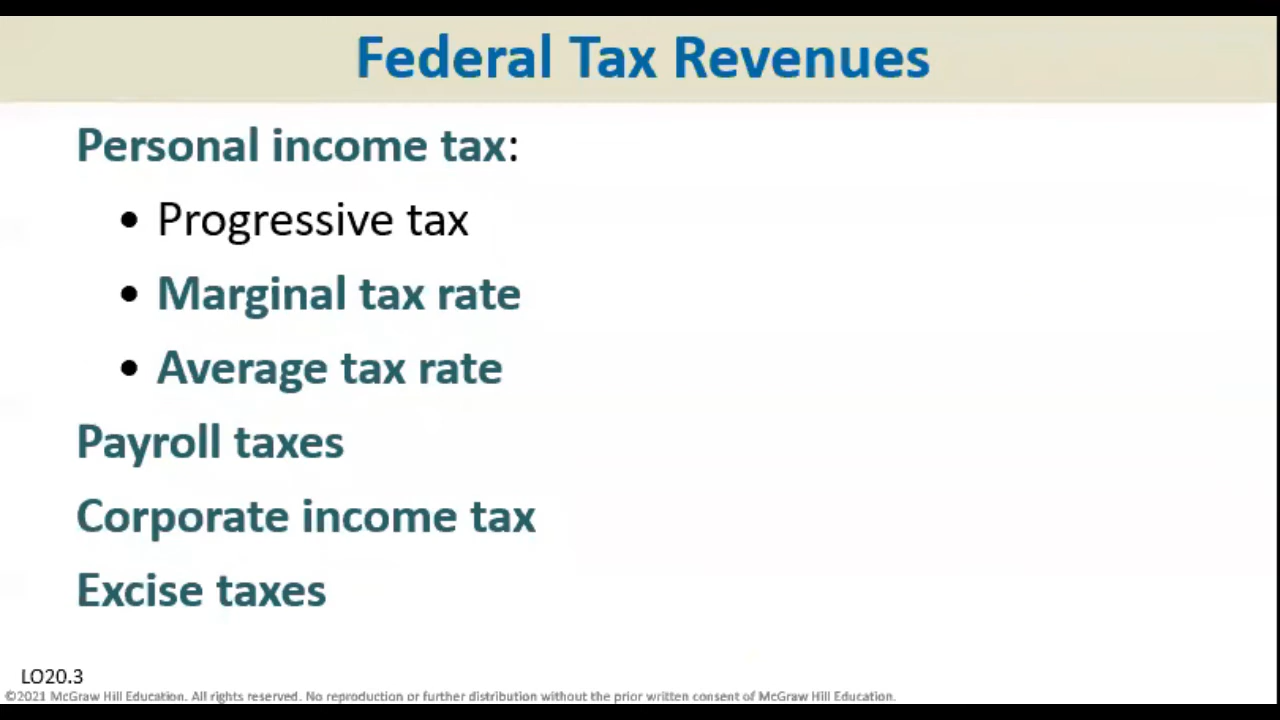 Federal Tax Revenues
Personal income tax:
• Progressive tax
• Marginal tax rate
• Average tax rate
Payroll taxes
Corporate income tax
Excise taxes
LO20.3
©2021 McGraw Hill Education. All rights reserved. No reproduction or further distribution without the prior written consent of McGraw Hill Education.